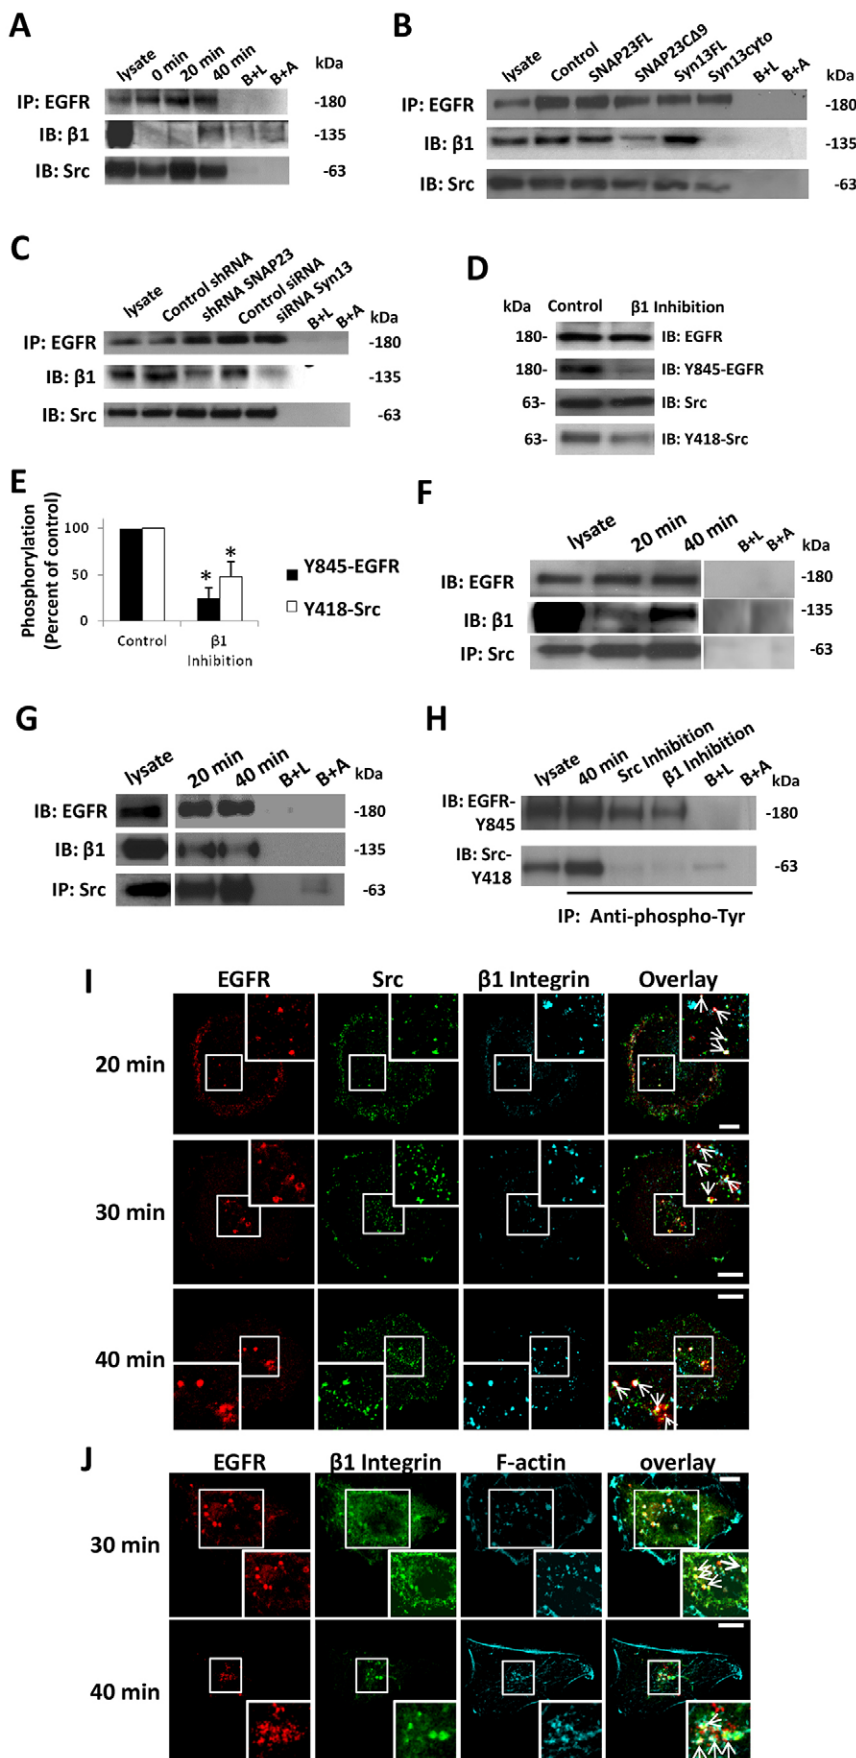 A
lysate
0 min
20 min
40 min
B+L
B+A
kDa
IP: EGFR
-180
IB: β1
-135
IB: Src
-63
B
lysate
Control
SNAP23FL
SNAP23CΔ9
Syn13FL
Syn13cyto
B+L
B+A
kDa
IP: EGFR
-180
IB: β1
-135
IB: Src
-63
C
lysate
Control shRNA
shRNA SNAP23
Control siRNA
siRNA Syn13
B+L
B+A
kDa
IP: EGFR
-180
IB: β1
-135
IB: Src
-63
D
kDa Control β1 Inhibition
180- IB: EGFR
180- IB: Y845-EGFR
63- IB: Src
63- IB: Y418-Src
E
Phosphorylation
(Percent of control)
100
50
0
* *
Control
β1
Inhibition
Y845-EGFR
Y418-Src
F
lysate
20 min
40 min
B+L
B+A
kDa
IB: EGFR
-180
IB: β1
-135
IP: Src
-63
G
lysate
20 min
40 min
B+L
B+A
kDa
IB: EGFR
-180
IB: β1
-135
IP: Src
-63
H
lysate
40 min
Src Inhibition
β1 Inhibition
B+L
B+A
kDa
IB: EGFR-
Y845
-180
IB: Src-
Y418
-63
IP: Anti-phospho-Tyr
I
EGFR Src β1 Integrin Overlay
20 min
30 min
40 min
J
EGFR β1 Integrin F-actin overlay
30 min
40 min